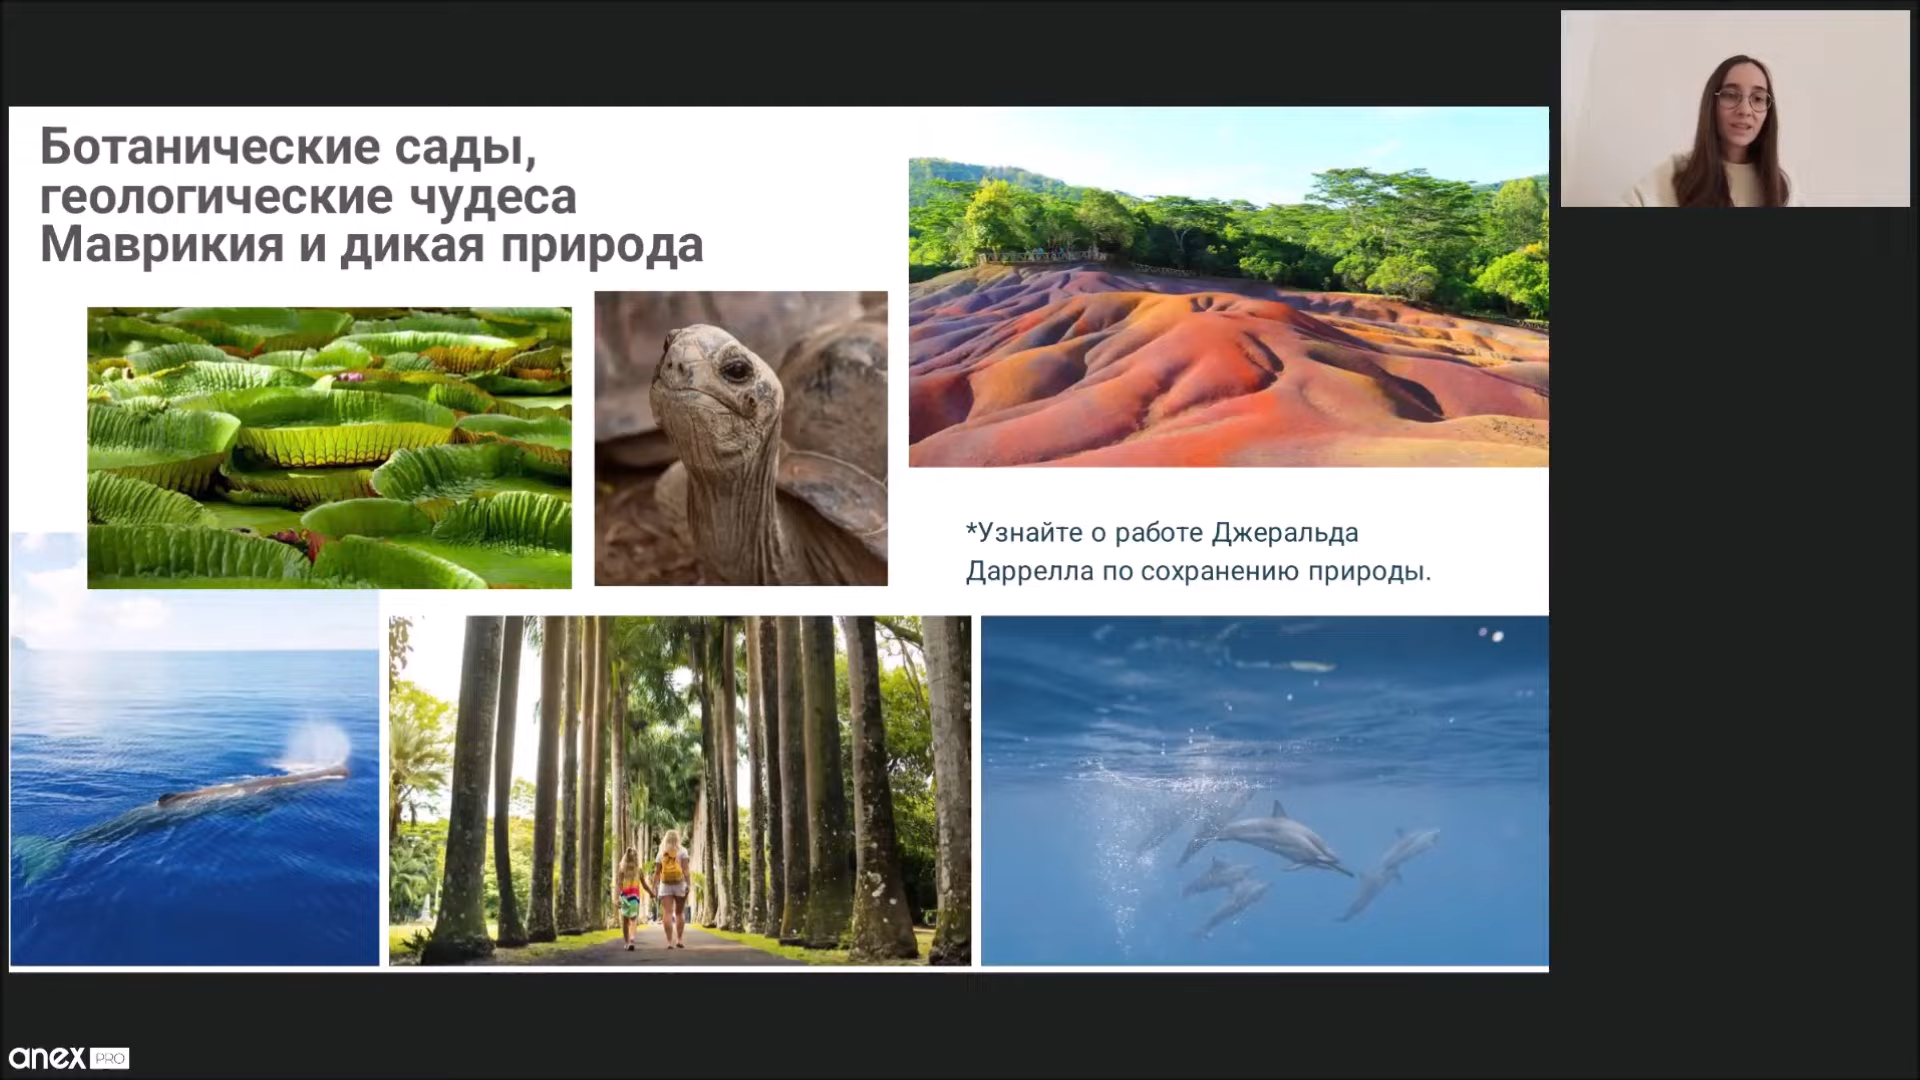 Ботанические сады,
геологические чудеса
Маврикия и дикая природа
*Узнайте о работе Джеральда
Даррелла по сохранению природы.
anex PRO